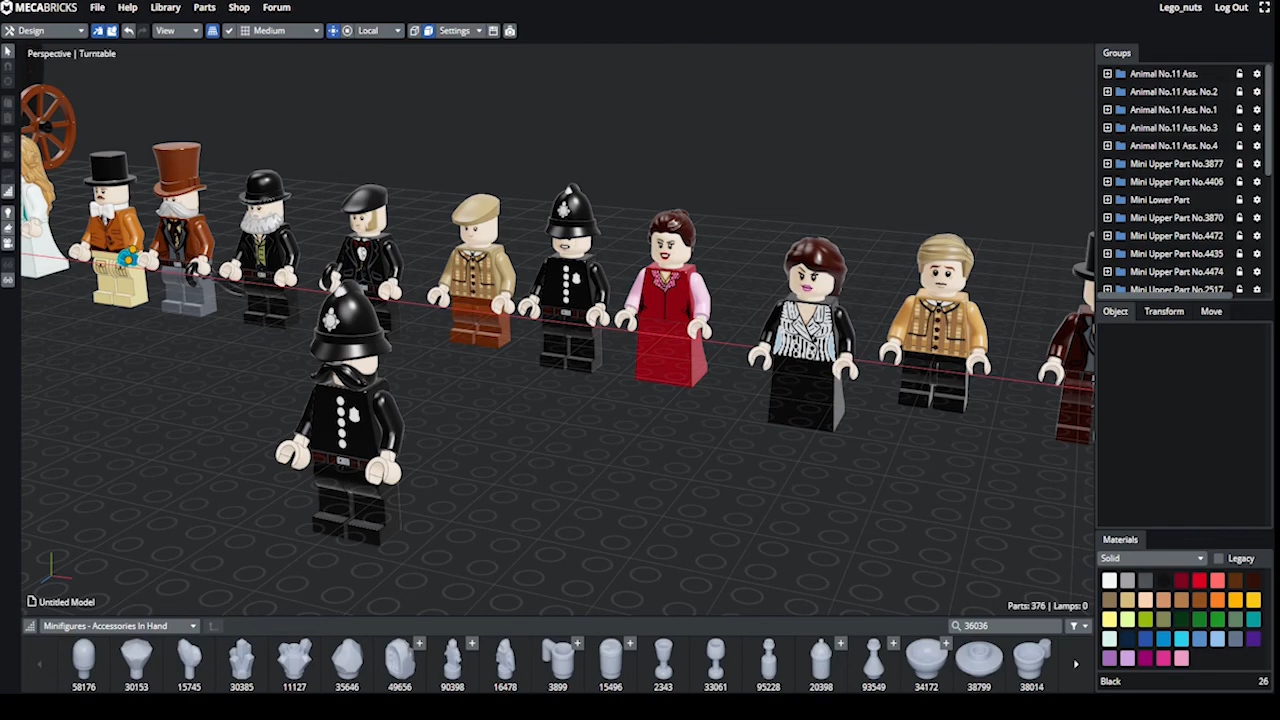 MECABRICKS File Help Library Parts Shop Forum Lego_nuts Log Out
Design View Medium Local Settings
Perspective | Turntable
Groups
Animal No.11 Ass.
Animal No.11 Ass. No.2
Animal No.11 Ass. No.1
Animal No.11 Ass. No.3
Animal No.11 Ass. No.4
Mini Upper Part No.3877
Mini Upper Part No.4406
Mini Lower Part
Mini Upper Part No.3870
Mini Upper Part No.4472
Mini Upper Part No.4435
Mini Upper Part No.4474
Mini Upper Part No.2517
Object Transform Move
Materials
Solid Legacy
Untitled Model
Parts: 376 | Lamps: 0
Minifigures - Accessories In Hand 36036
58176 30153 15745 30385 11127 35646 49656 90398 16478 3899 15496 2343 33061 95228 20398 93549 34172 38799 38014
Black 26